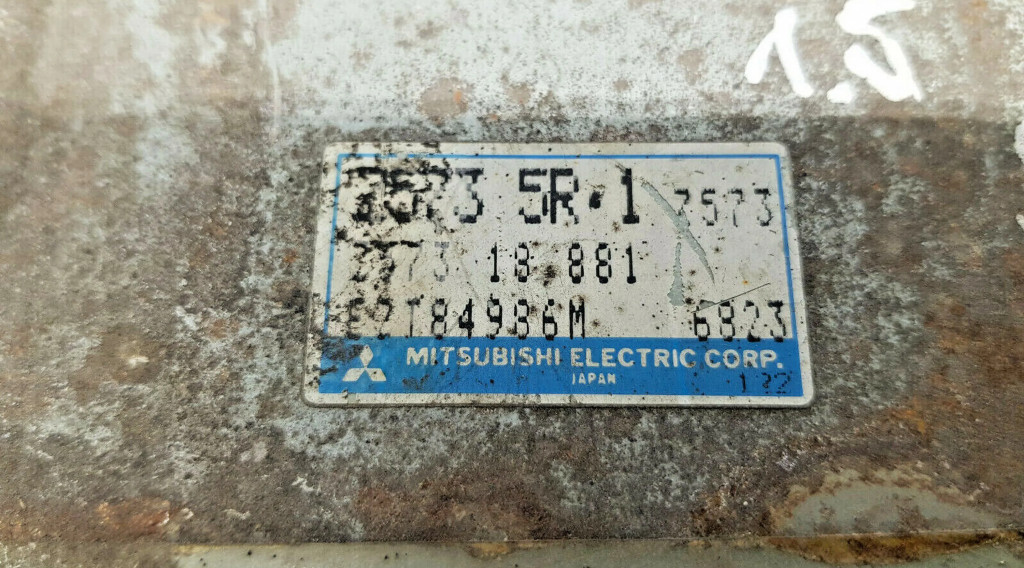 1.5
5R·1 7573
18 881
E2T84986M 6823
MITSUBISHI ELECTRIC CORP.
JAPAN